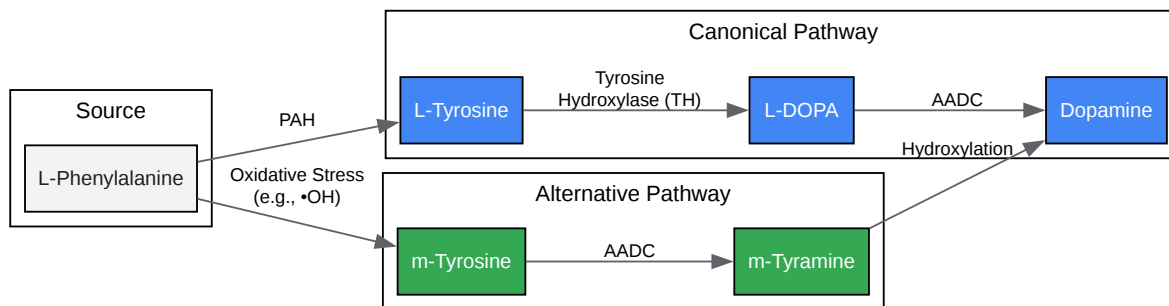 Canonical Pathway
Source
L-Phenylalanine
PAH
L-Tyrosine
Tyrosine
Hydroxylase (TH)
L-DOPA
AADC
Dopamine
Oxidative Stress
(e.g., •OH)
Hydroxylation
Alternative Pathway
m-Tyrosine
AADC
m-Tyramine